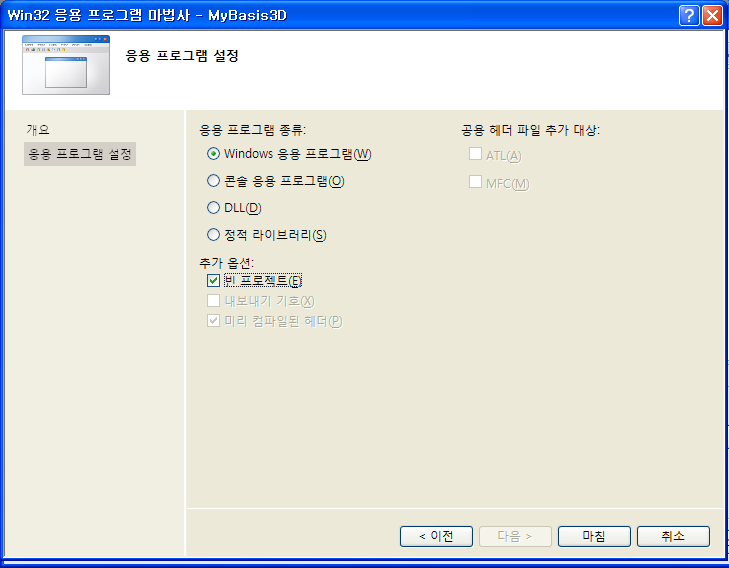 Win32 응용 프로그램 마법사 - MyBasis3D
응용 프로그램 설정
개요
응용 프로그램 설정
응용 프로그램 종류:
Windows 응용 프로그램(W)
콘솔 응용 프로그램(O)
DLL(D)
정적 라이브러리(S)
추가 옵션:
빈 프로젝트(E)
내보내기 기호(X)
미리 컴파일된 헤더(P)
공용 헤더 파일 추가 대상:
ATL(A)
MFC(M)
< 이전
다음 >
마침
취소